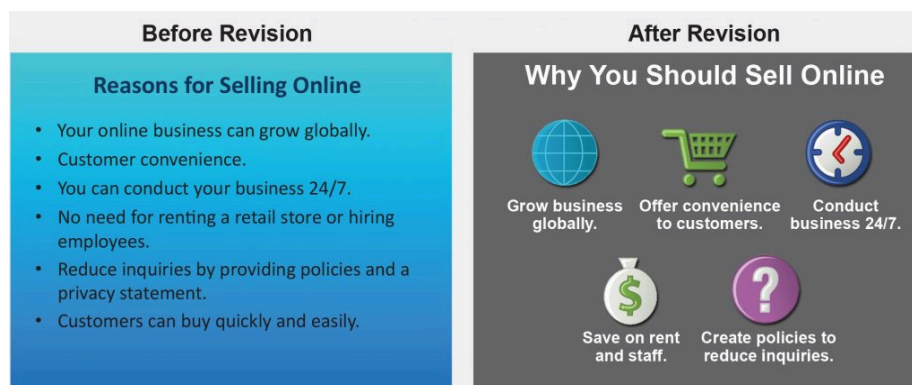 Before Revision
Reasons for Selling Online
• Your online business can grow globally.
• Customer convenience.
• You can conduct your business 24/7.
• No need for renting a retail store or hiring
employees.
• Reduce inquiries by providing policies and a
privacy statement.
• Customers can buy quickly and easily.
After Revision
Why You Should Sell Online
Grow business
globally.
Offer convenience
to customers.
Conduct
business 24/7.
$
Save on rent
and staff.
?
Create policies to
reduce inquiries.